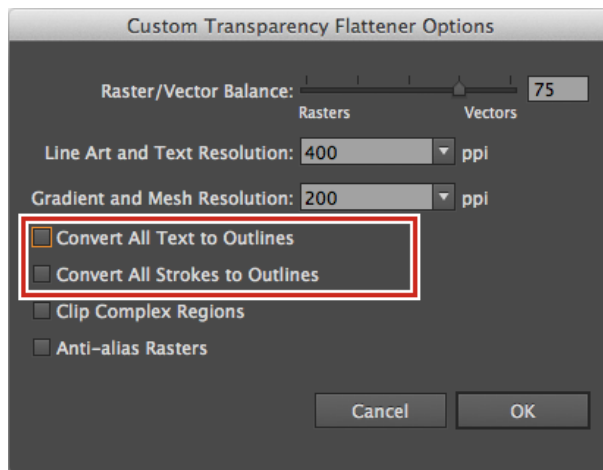 Custom Transparency Flattener Options
Raster/Vector Balance: 75
Rasters Vectors
Line Art and Text Resolution: 400 ppi
Gradient and Mesh Resolution: 200 ppi
Convert All Text to Outlines
Convert All Strokes to Outlines
Clip Complex Regions
Anti-alias Rasters
Cancel OK